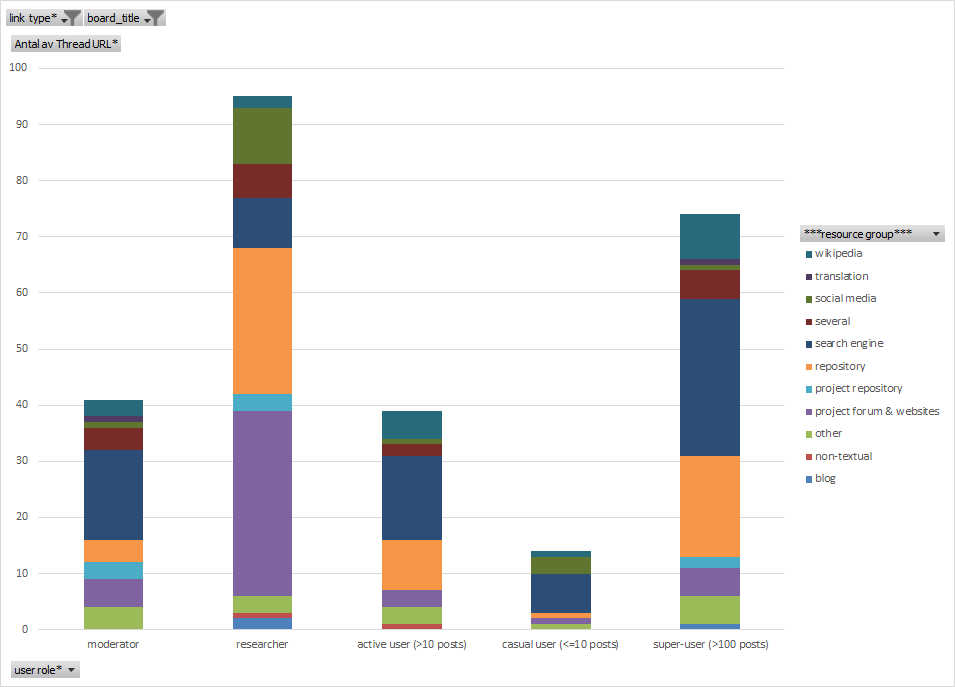 link type* board_title
Antal av Thread URL*
100
90
80
70
60
50
40
30
20
10
0
moderator researcher active user (>10 posts) casual user (<=10 posts) super-user (>100 posts)
***resource group***
wikipedia
translation
social media
several
search engine
repository
project repository
project forum & websites
other
non-textual
blog
user role*